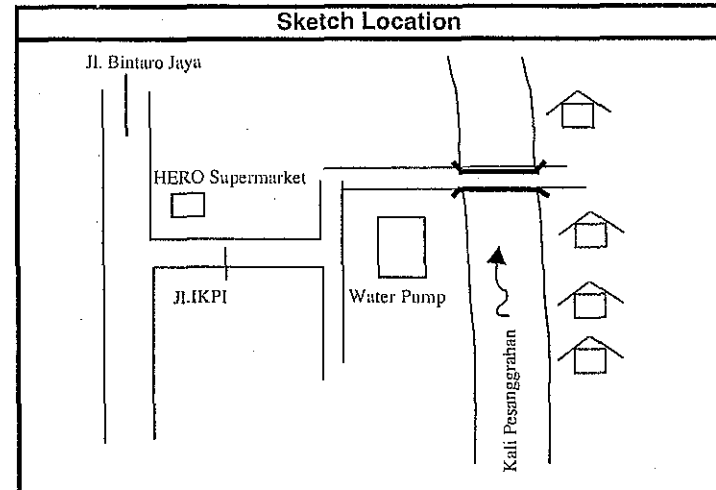 Sketch Location
Jl. Bintaro Jaya
HERO Supermarket
Jl.IKPI
Water Pump
Kali Pesanggrahan